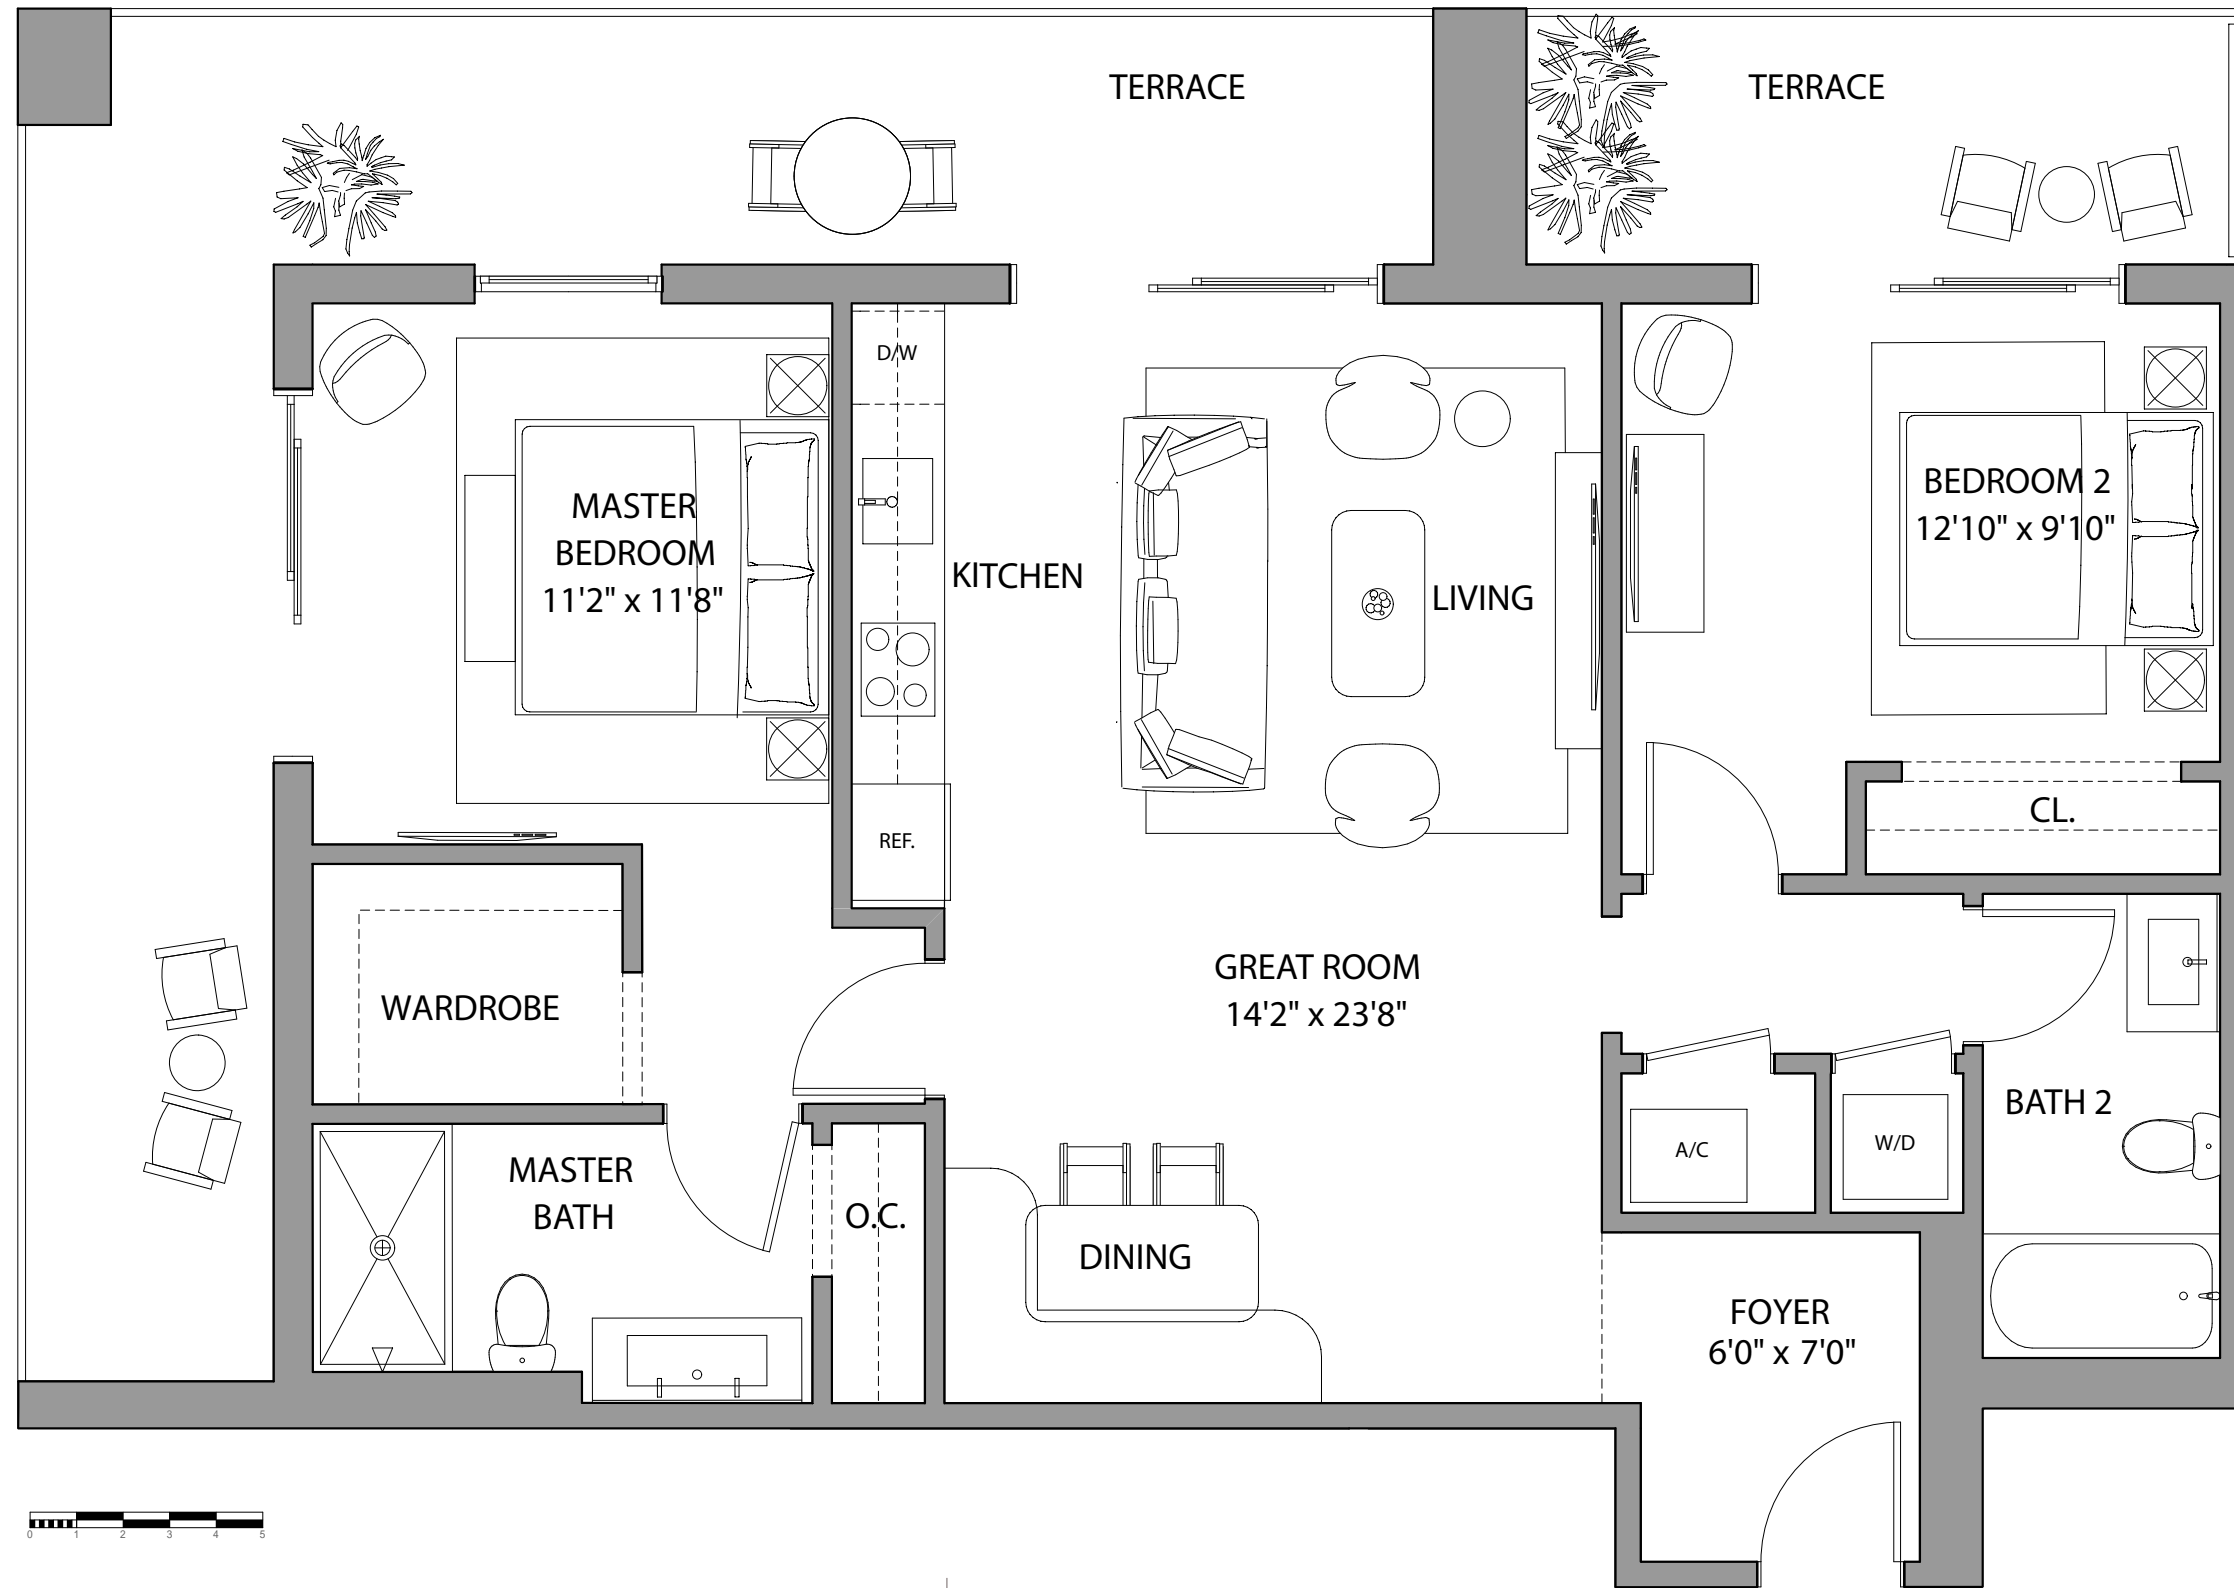 TERRACE
TERRACE
D/W
MASTER
BEDROOM
11'2" x 11'8"
KITCHEN
LIVING
BEDROOM 2
12'10" x 9'10"
CL.
REF.
WARDROBE
GREAT ROOM
14'2" x 23'8"
MASTER
BATH
O.C.
DINING
A/C
W/D
BATH 2
FOYER
6'0" x 7'0"
0 1 2 3 4 5